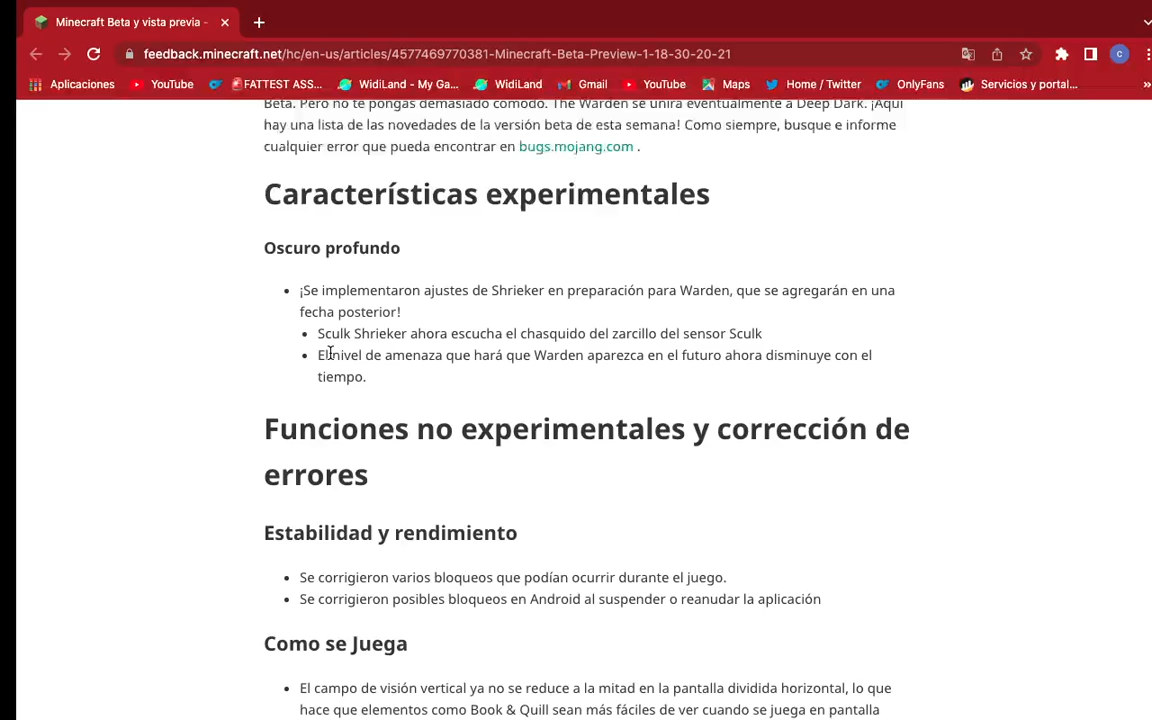 Minecraft Beta y vista previa -
feedback.minecraft.net/hc/en-us/articles/4577469770381-Minecraft-Beta-Preview-1-18-30-20-21
C
Aplicaciones YouTube FATTEST ASS... WidiLand - My Ga... WidiLand Gmail YouTube Maps Home / Twitter OnlyFans Servicios y portal... »
Beta. Pero no te pongas demasiado cómodo. The Warden se unirá eventualmente a Deep Dark. ¡Aquí
hay una lista de las novedades de la versión beta de esta semana! Como siempre, busque e informe
cualquier error que pueda encontrar en bugs.mojang.com .
Características experimentales
Oscuro profundo
• ¡Se implementaron ajustes de Shrieker en preparación para Warden, que se agregarán en una
fecha posterior!
• Sculk Shrieker ahora escucha el chasquido del zarcillo del sensor Sculk
• El nivel de amenaza que hará que Warden aparezca en el futuro ahora disminuye con el
tiempo.
Funciones no experimentales y corrección de
errores
Estabilidad y rendimiento
• Se corrigieron varios bloqueos que podían ocurrir durante el juego.
• Se corrigieron posibles bloqueos en Android al suspender o reanudar la aplicación
Como se Juega
• El campo de visión vertical ya no se reduce a la mitad en la pantalla dividida horizontal, lo que
hace que elementos como Book & Quill sean más fáciles de ver cuando se juega en pantalla